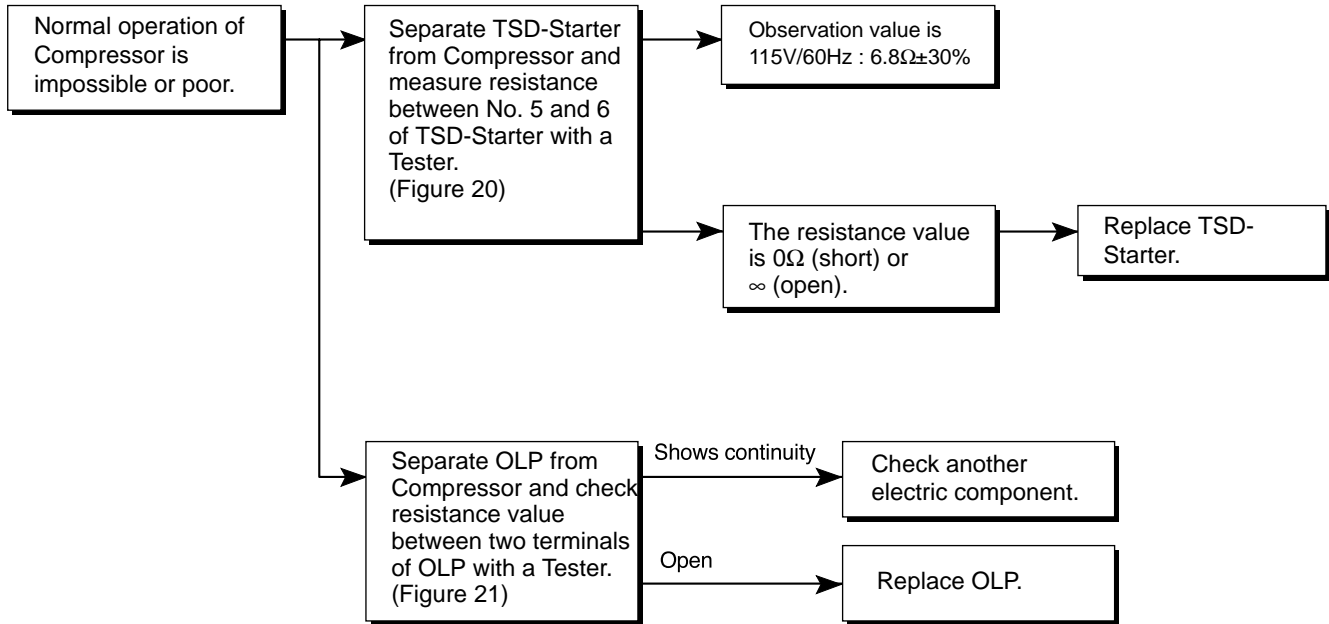 Normal operation of
Compressor is
impossible or poor.
Separate TSD-Starter
from Compressor and
measure resistance
between No. 5 and 6
of TSD-Starter with a
Tester.
(Figure 20)
Observation value is
115V/60Hz : 6.8Ω±30%
The resistance value
is 0Ω (short) or
∞ (open).
Replace TSD-
Starter.
Separate OLP from
Compressor and check
resistance value
between two terminals
of OLP with a Tester.
(Figure 21)
Shows continuity
Check another
electric component.
Open
Replace OLP.